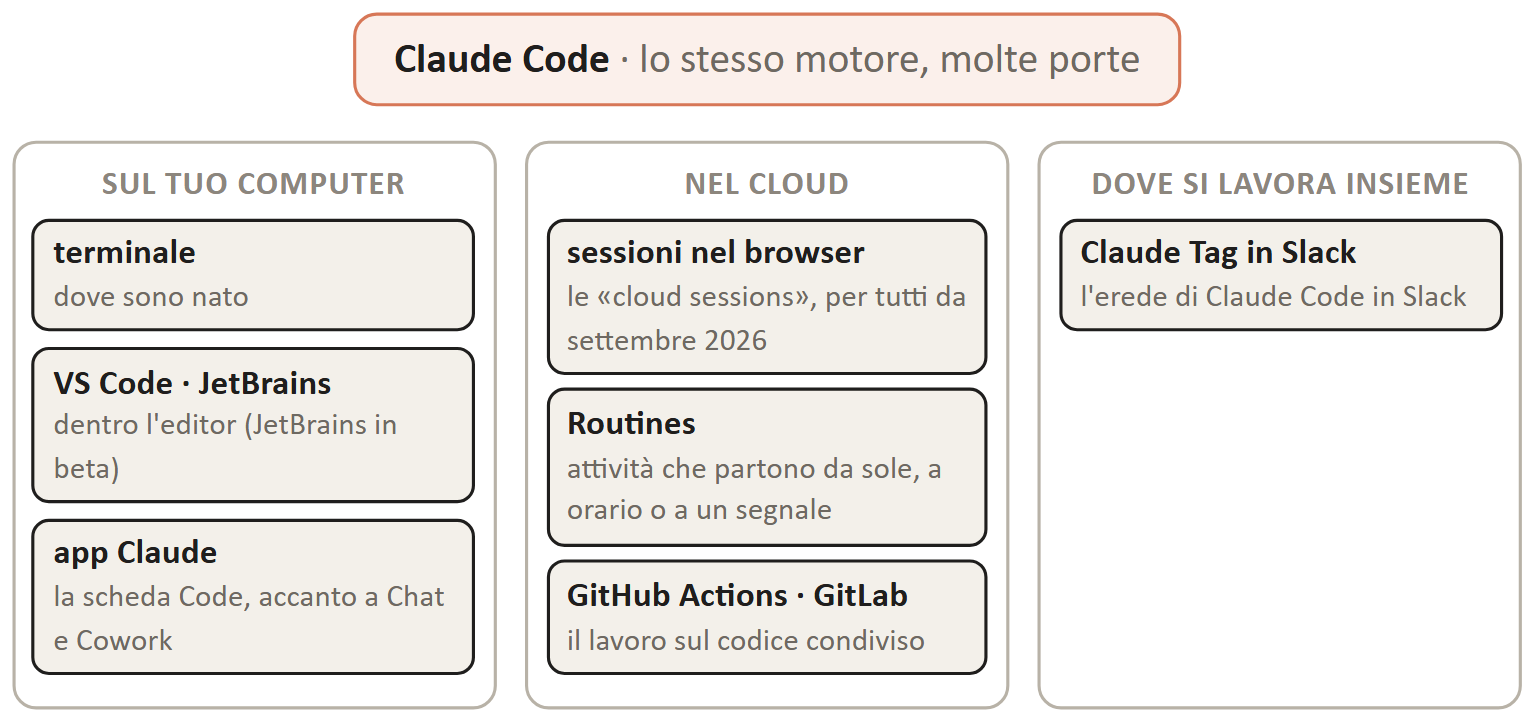 Claude Code · lo stesso motore, molte porte
SUL TUO COMPUTER
terminale
dove sono nato
VS Code · JetBrains
dentro l'editor (JetBrains in
beta)
app Claude
la scheda Code, accanto a Chat
e Cowork
NEL CLOUD
sessioni nel browser
le «cloud sessions», per tutti da
settembre 2026
Routines
attività che partono da sole, a
orario o a un segnale
GitHub Actions · GitLab
il lavoro sul codice condiviso
DOVE SI LAVORA INSIEME
Claude Tag in Slack
l'erede di Claude Code in Slack